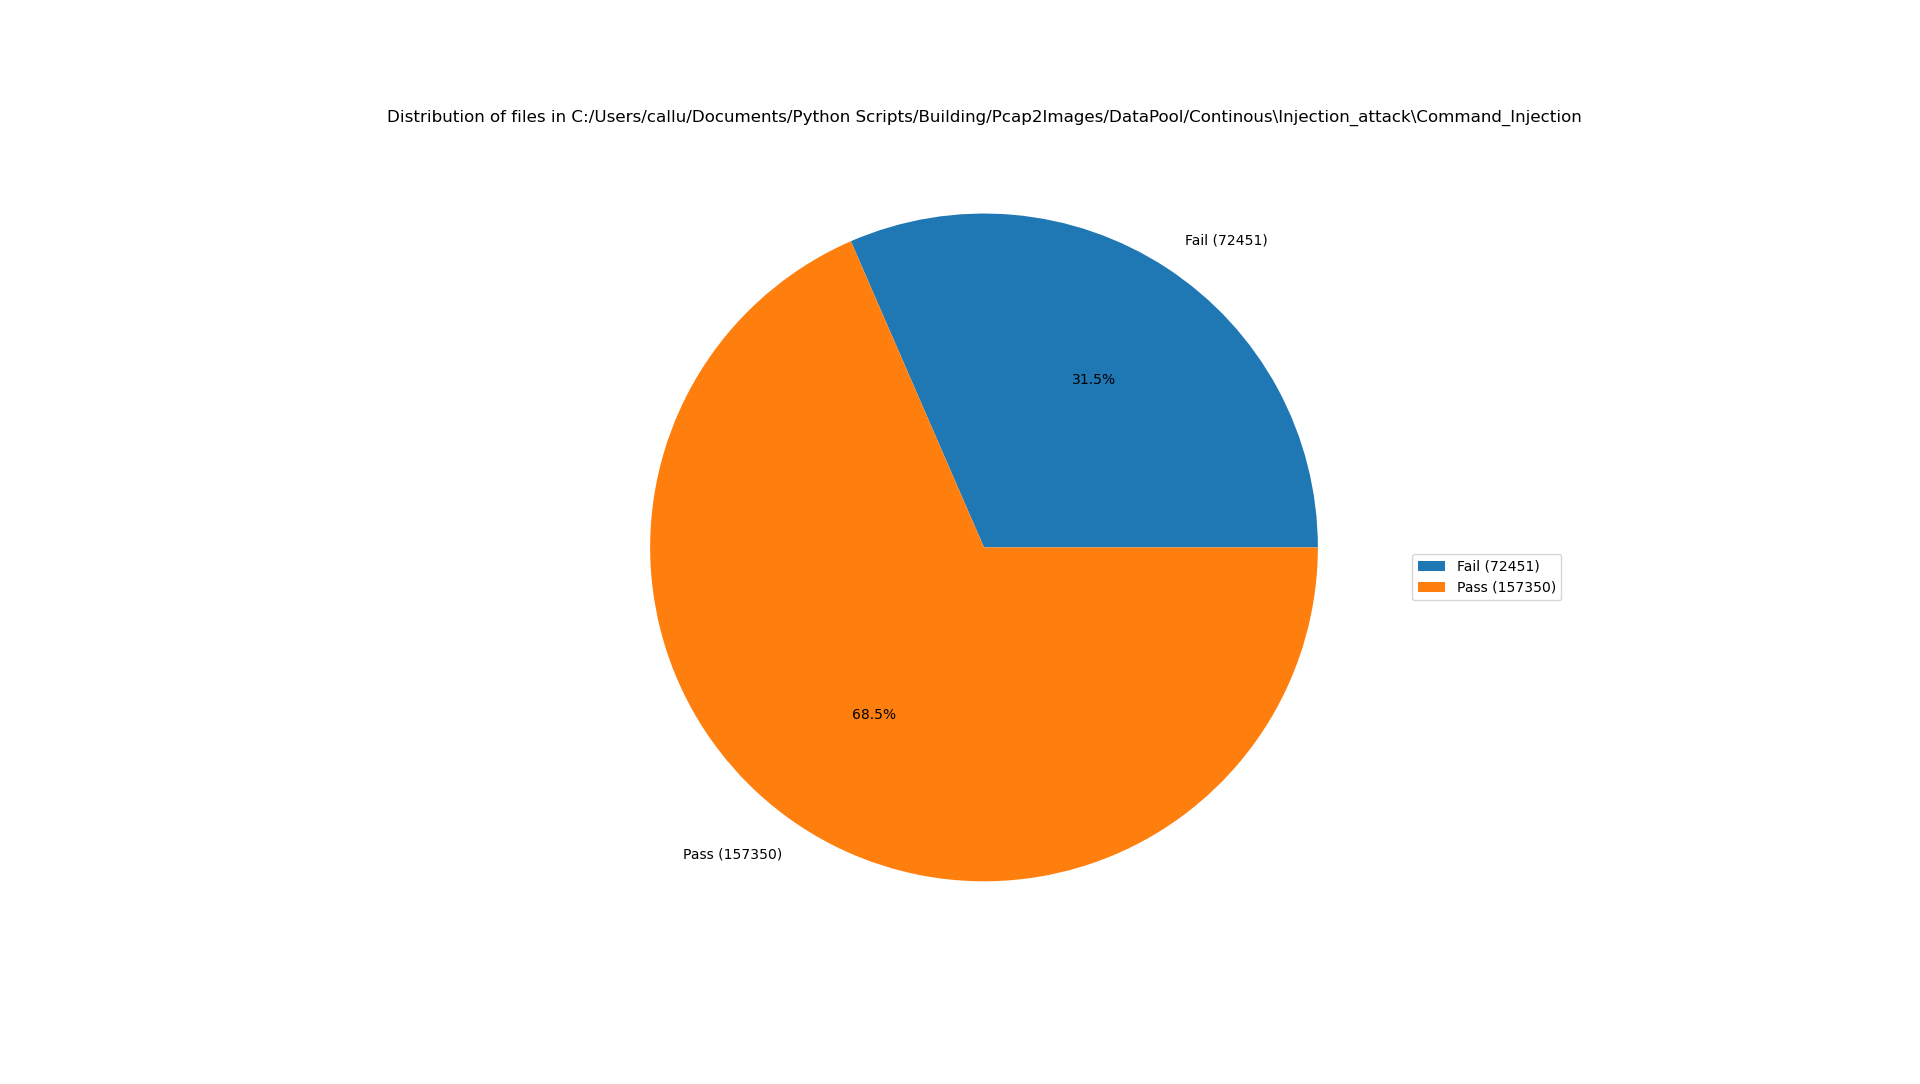 Distribution of files in C:/Users/callu/Documents/Python Scripts/Building/Pcap2Images/DataPool/Continous\Injection_attack\Command_Injection
Fail (72451)
31.5%
Fail (72451)
Pass (157350)
68.5%
Pass (157350)